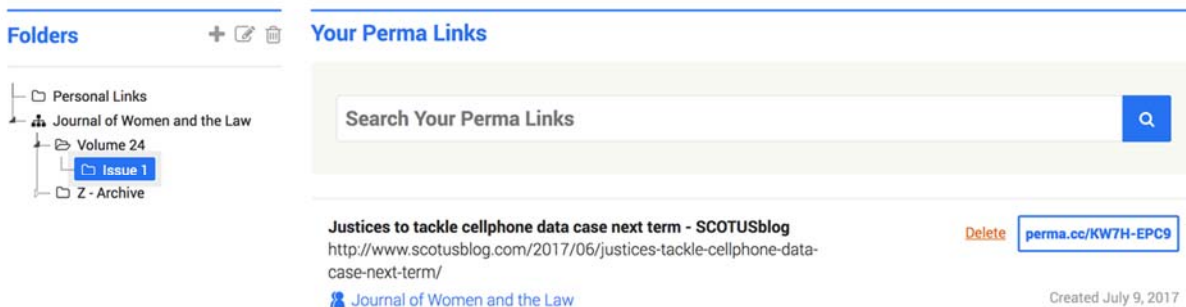 Folders
Personal Links
Journal of Women and the Law
Volume 24
Issue 1
Z - Archive
Your Perma Links
Search Your Perma Links
Justices to tackle cellphone data case next term - SCOTUSblog
http://www.scotusblog.com/2017/06/justices-tackle-cellphone-data-
case-next-term/
Journal of Women and the Law
Delete perma.cc/KW7H-EPC9
Created July 9, 2017